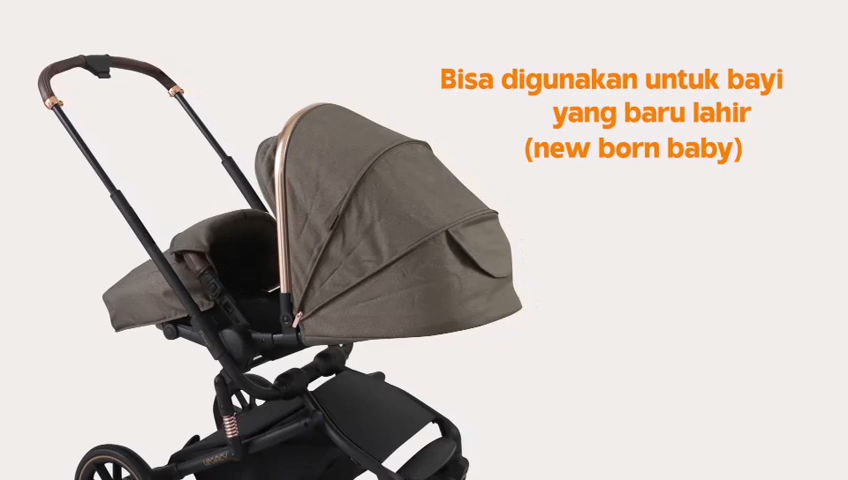 Bisa digunakan untuk bayi
yang baru lahir
(new born baby)